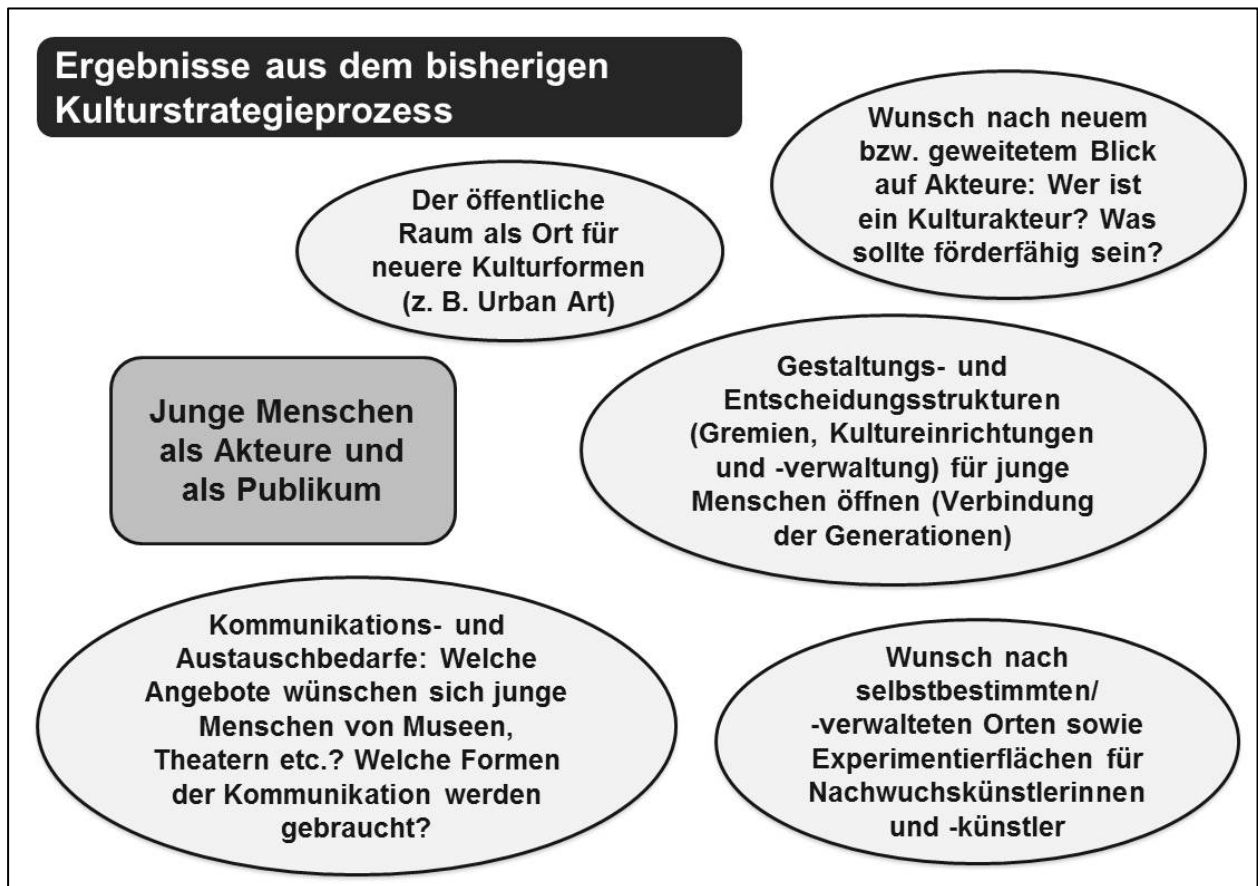 Ergebnisse aus dem bisherigen
Kulturstrategieprozess
Wunsch nach neuem
bzw. geweitetem Blick
auf Akteure: Wer ist
ein Kulturakteur? Was
sollte förderfähig sein?
Der öffentliche
Raum als Ort für
neuere Kulturformen
(z. B. Urban Art)
Gestaltungs- und
Entscheidungsstrukturen
(Gremien, Kultureinrichtungen
und -verwaltung) für junge
Menschen öffnen (Verbindung
der Generationen)
Junge Menschen
als Akteure und
als Publikum
Kommunikations- und
Austauschbedarfe: Welche
Angebote wünschen sich junge
Menschen von Museen,
Theatern etc.? Welche Formen
der Kommunikation werden
gebraucht?
Wunsch nach
selbstbestimmten/
-verwalteten Orten sowie
Experimentierflächen für
Nachwuchskünstlerinnen
und -künstler